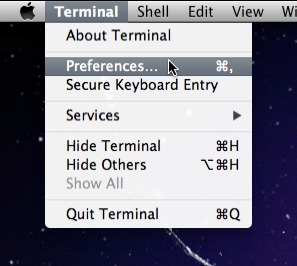 Terminal Shell Edit View
About Terminal
Preferences... ⌘,
Secure Keyboard Entry
Services
Hide Terminal ⌘H
Hide Others ⌥⌘H
Show All
Quit Terminal ⌘Q